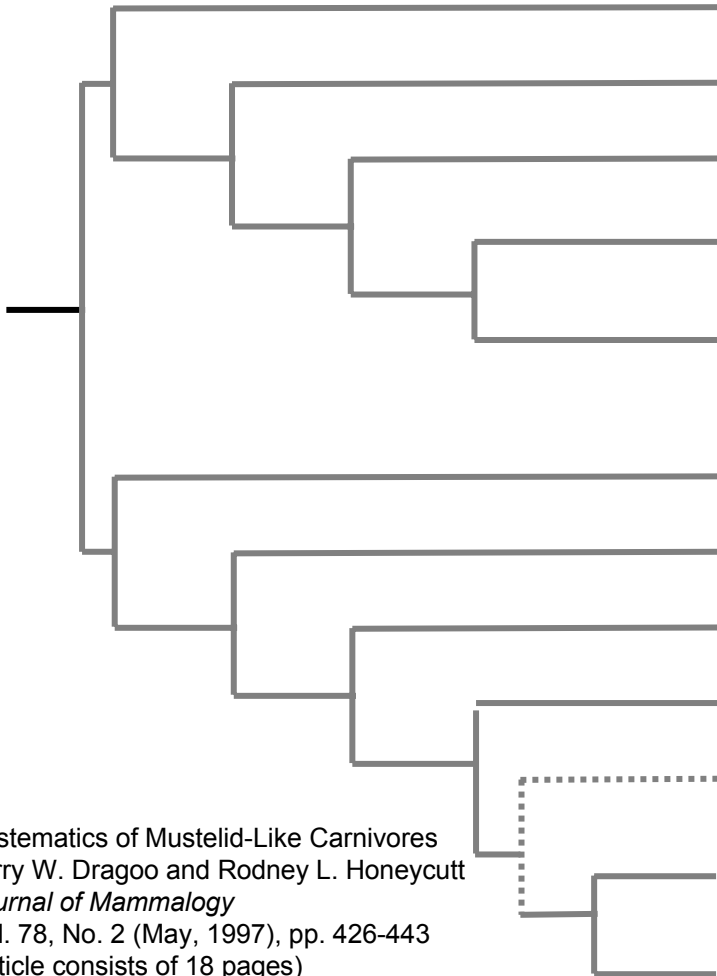 stematics of Mustelid-Like Carnivores
rry W. Dragoo and Rodney L. Honeycutt
urnal of Mammalogy
l. 78, No. 2 (May, 1997), pp. 426-443
ticle consists of 18 pages)